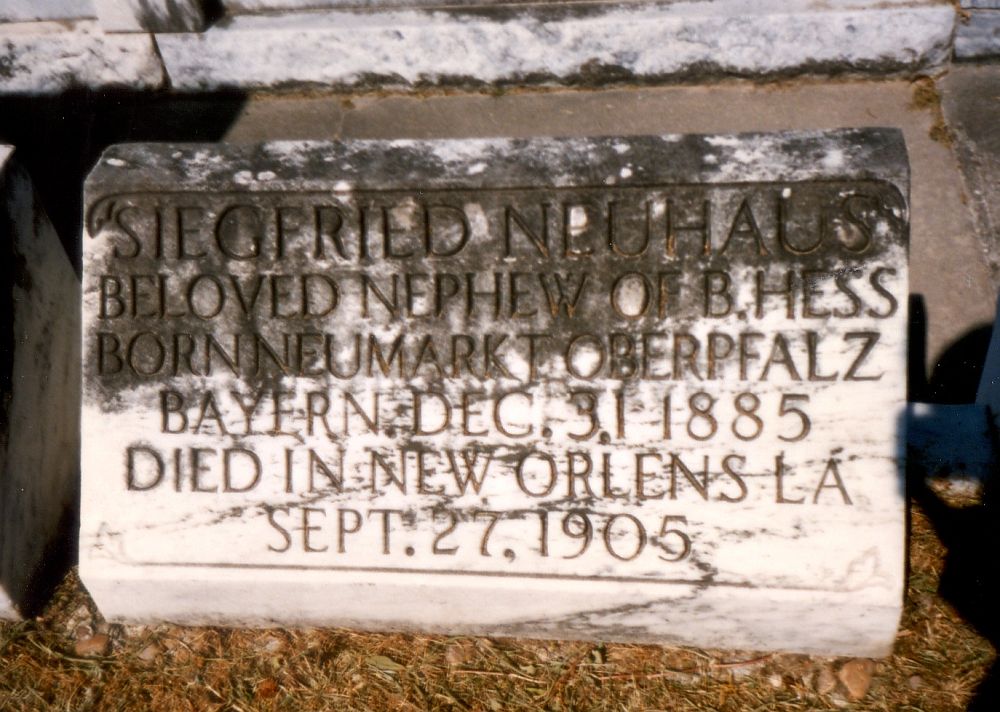 SIEGFRIED NEUHAUS
BELOVED NEPHEW OF B. HESS
BORN NEUMARKT OBERPFALZ
BAYERN. DEC. 31 1885
DIED IN NEW ORLENS LA
SEPT. 27, 1905